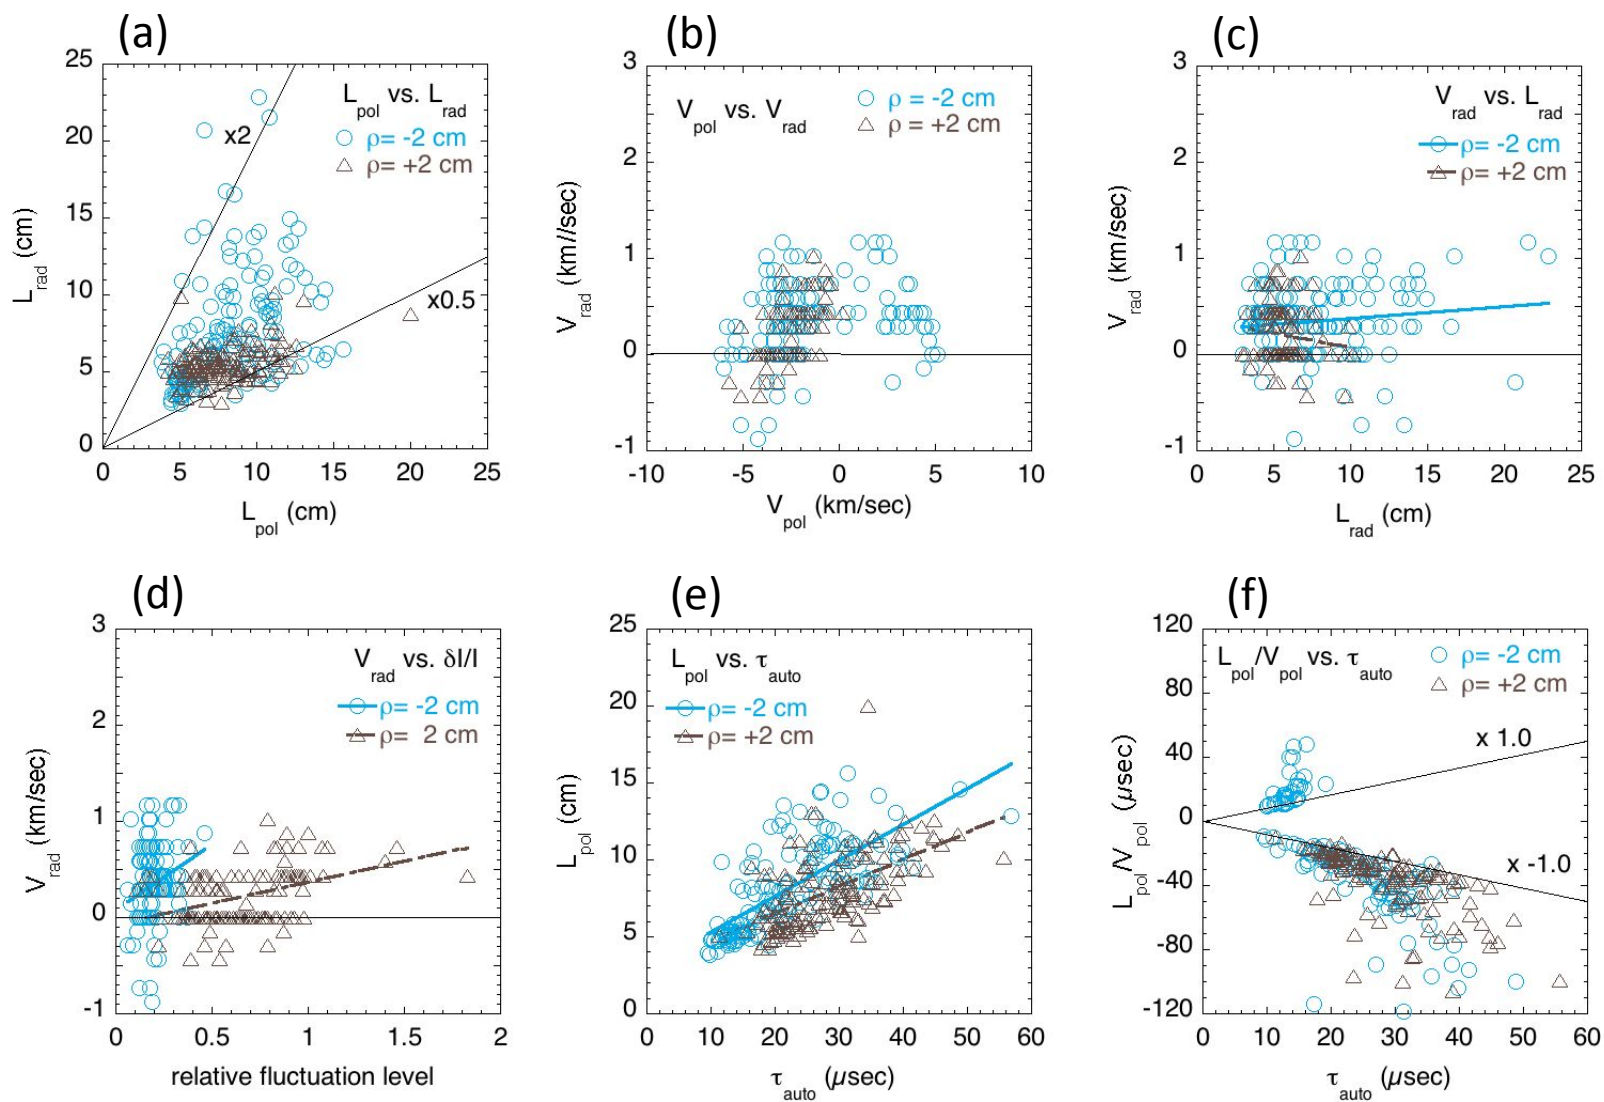 (a)
25
20
15
10
5
0
0 5 10 15 20 25
L_rad (cm)
L_pol (cm)
L_pol vs. L_rad
ρ= -2 cm
ρ= +2 cm
x2
x0.5
(b)
3
2
1
0
-1
-10 -5 0 5 10
V_rad (km//sec)
V_pol (km/sec)
V_pol vs. V_rad
ρ = -2 cm
ρ = +2 cm
(c)
3
2
1
0
-1
0 5 10 15 20 25
V_rad (km/sec)
L_rad (cm)
V_rad vs. L_rad
ρ= -2 cm
ρ= +2 cm
(d)
3
2
1
0
-1
0 0.5 1 1.5 2
V_rad (km/sec)
relative fluctuation level
V_rad vs. δI/I
ρ= -2 cm
ρ= 2 cm
(e)
25
20
15
10
5
0
0 10 20 30 40 50 60
L_pol (cm)
τ_auto (μsec)
L_pol vs. τ_auto
ρ= -2 cm
ρ= +2 cm
(f)
120
80
40
0
-40
-80
-120
0 10 20 30 40 50 60
L_pol/V_pol (μsec)
τ_auto (μsec)
L_pol/V_pol vs. τ_auto
ρ= -2 cm
ρ= +2 cm
x 1.0
x -1.0